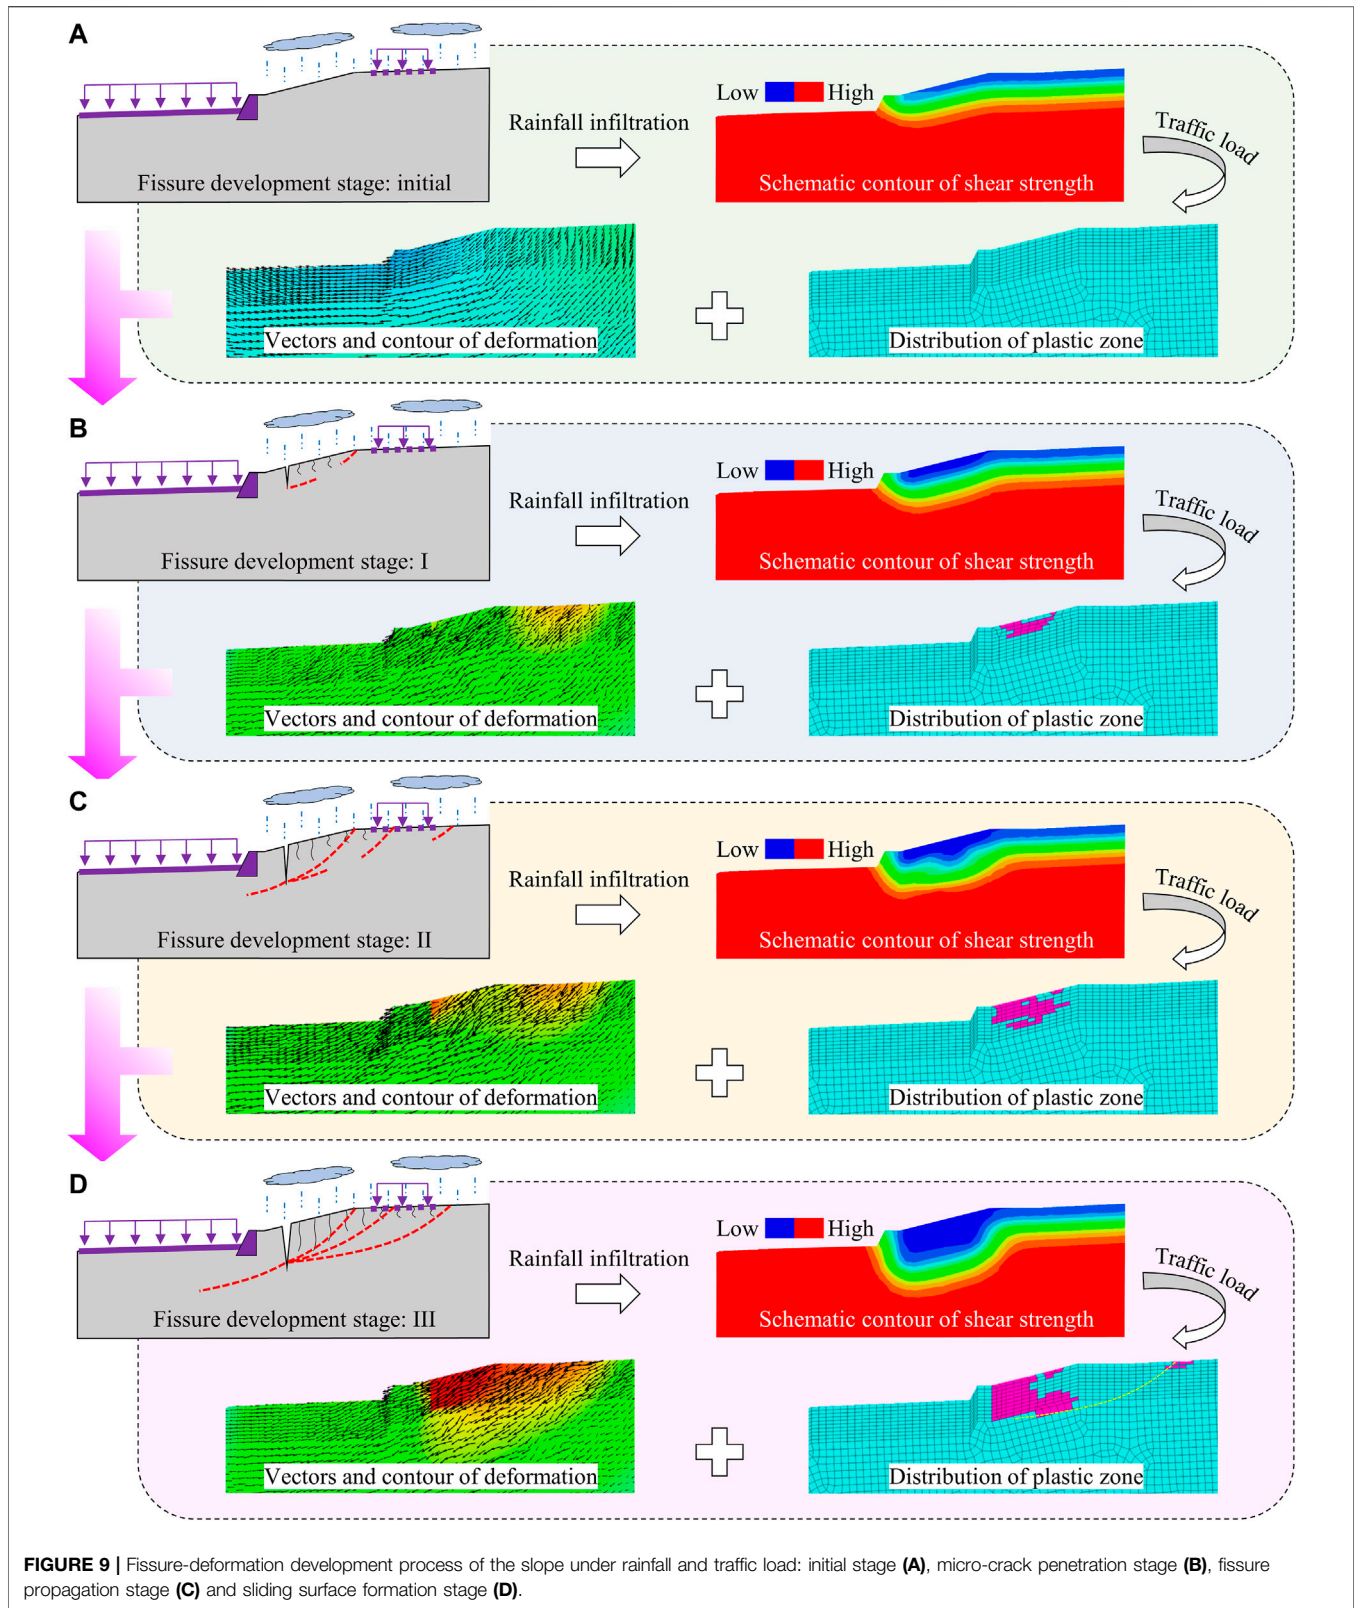 A
Rainfall infiltration
Low High
Traffic load
Fissure development stage: initial
Schematic contour of shear strength
Vectors and contour of deformation
Distribution of plastic zone
B
Rainfall infiltration
Low High
Traffic load
Fissure development stage: I
Schematic contour of shear strength
Vectors and contour of deformation
Distribution of plastic zone
C
Rainfall infiltration
Low High
Traffic load
Fissure development stage: II
Schematic contour of shear strength
Vectors and contour of deformation
Distribution of plastic zone
D
Rainfall infiltration
Low High
Traffic load
Fissure development stage: III
Schematic contour of shear strength
Vectors and contour of deformation
Distribution of plastic zone
FIGURE 9 | Fissure-deformation development process of the slope under rainfall and traffic load: initial stage (A), micro-crack penetration stage (B), fissure
propagation stage (C) and sliding surface formation stage (D).